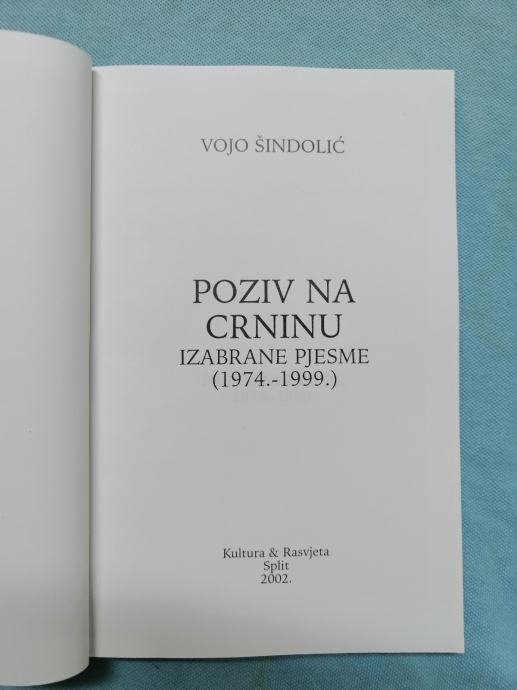 VOJO ŠINDOLIĆ
POZIV NA
CRNINU
IZABRANE PJESME
(1974.-1999.)
Kultura & Rasvjeta
Split
2002.